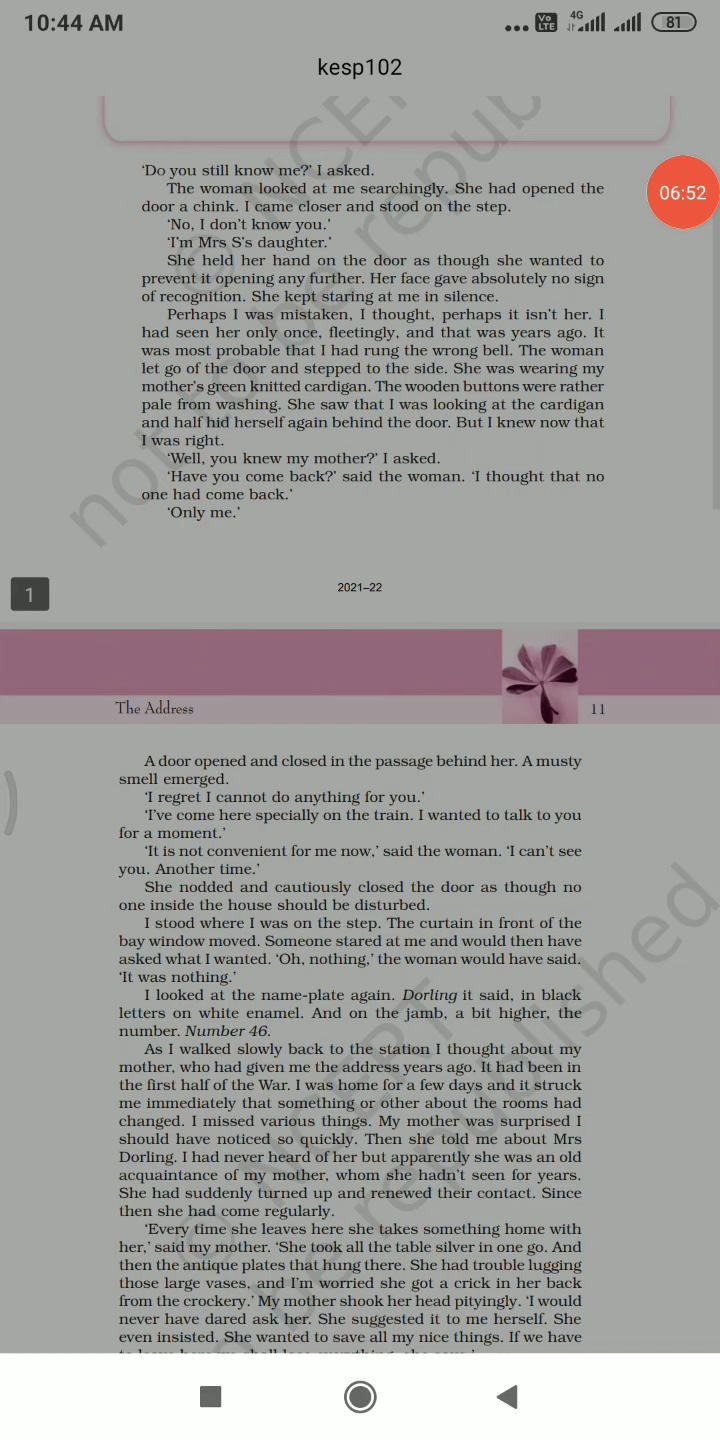 10:44 AM
Vo LTE
4G
81
kesp102
06:52
© NCERT
not to be republished
‘Do you still know me?’ I asked.
The woman looked at me searchingly. She had opened the
door a chink. I came closer and stood on the step.
‘No, I don’t know you.’
‘I’m Mrs S’s daughter.’
She held her hand on the door as though she wanted to
prevent it opening any further. Her face gave absolutely no sign
of recognition. She kept staring at me in silence.
Perhaps I was mistaken, I thought, perhaps it isn’t her. I
had seen her only once, fleetingly, and that was years ago. It
was most probable that I had rung the wrong bell. The woman
let go of the door and stepped to the side. She was wearing my
mother’s green knitted cardigan. The wooden buttons were rather
pale from washing. She saw that I was looking at the cardigan
and half hid herself again behind the door. But I knew now that
I was right.
‘Well, you knew my mother?’ I asked.
‘Have you come back?’ said the woman. ‘I thought that no
one had come back.’
‘Only me.’
1
2021–22
The Address
11
A door opened and closed in the passage behind her. A musty
smell emerged.
‘I regret I cannot do anything for you.’
‘I’ve come here specially on the train. I wanted to talk to you
for a moment.’
‘It is not convenient for me now,’ said the woman. ‘I can’t see
you. Another time.’
She nodded and cautiously closed the door as though no
one inside the house should be disturbed.
I stood where I was on the step. The curtain in front of the
bay window moved. Someone stared at me and would then have
asked what I wanted. ‘Oh, nothing,’ the woman would have said.
‘It was nothing.’
I looked at the name-plate again. Dorling it said, in black
letters on white enamel. And on the jamb, a bit higher, the
number. Number 46.
As I walked slowly back to the station I thought about my
mother, who had given me the address years ago. It had been in
the first half of the War. I was home for a few days and it struck
me immediately that something or other about the rooms had
changed. I missed various things. My mother was surprised I
should have noticed so quickly. Then she told me about Mrs
Dorling. I had never heard of her but apparently she was an old
acquaintance of my mother, whom she hadn’t seen for years.
She had suddenly turned up and renewed their contact. Since
then she had come regularly.
‘Every time she leaves here she takes something home with
her,’ said my mother. ‘She took all the table silver in one go. And
then the antique plates that hung there. She had trouble lugging
those large vases, and I’m worried she got a crick in her back
from the crockery.’ My mother shook her head pityingly. ‘I would
never have dared ask her. She suggested it to me herself. She
even insisted. She wanted to save all my nice things. If we have
© NCERT
be republished